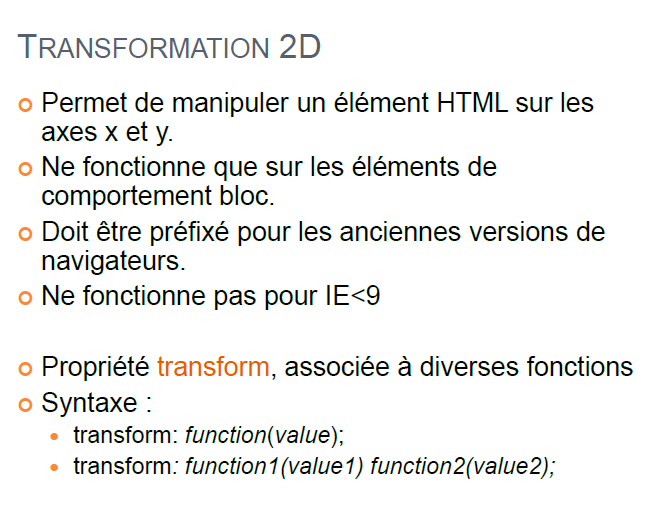 TRANSFORMATION 2D
Permet de manipuler un élément HTML sur les
axes x et y.
Ne fonctionne que sur les éléments de
comportement bloc.
Doit être préfixé pour les anciennes versions de
navigateurs.
Ne fonctionne pas pour IE<9
Propriété transform, associée à diverses fonctions
Syntaxe :
transform: function(value);
transform: function1(value1) function2(value2);